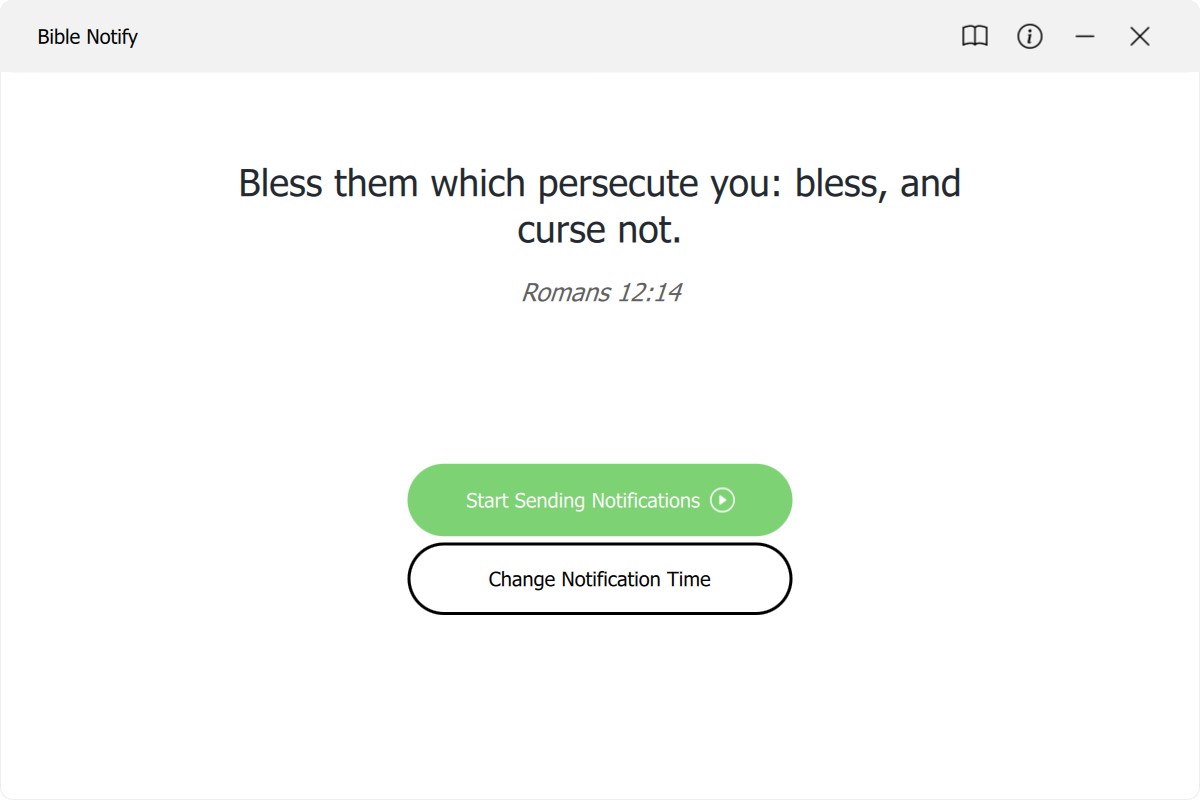 Bible Notify
Bless them which persecute you: bless, and
curse not.
Romans 12:14
Start Sending Notifications
Change Notification Time